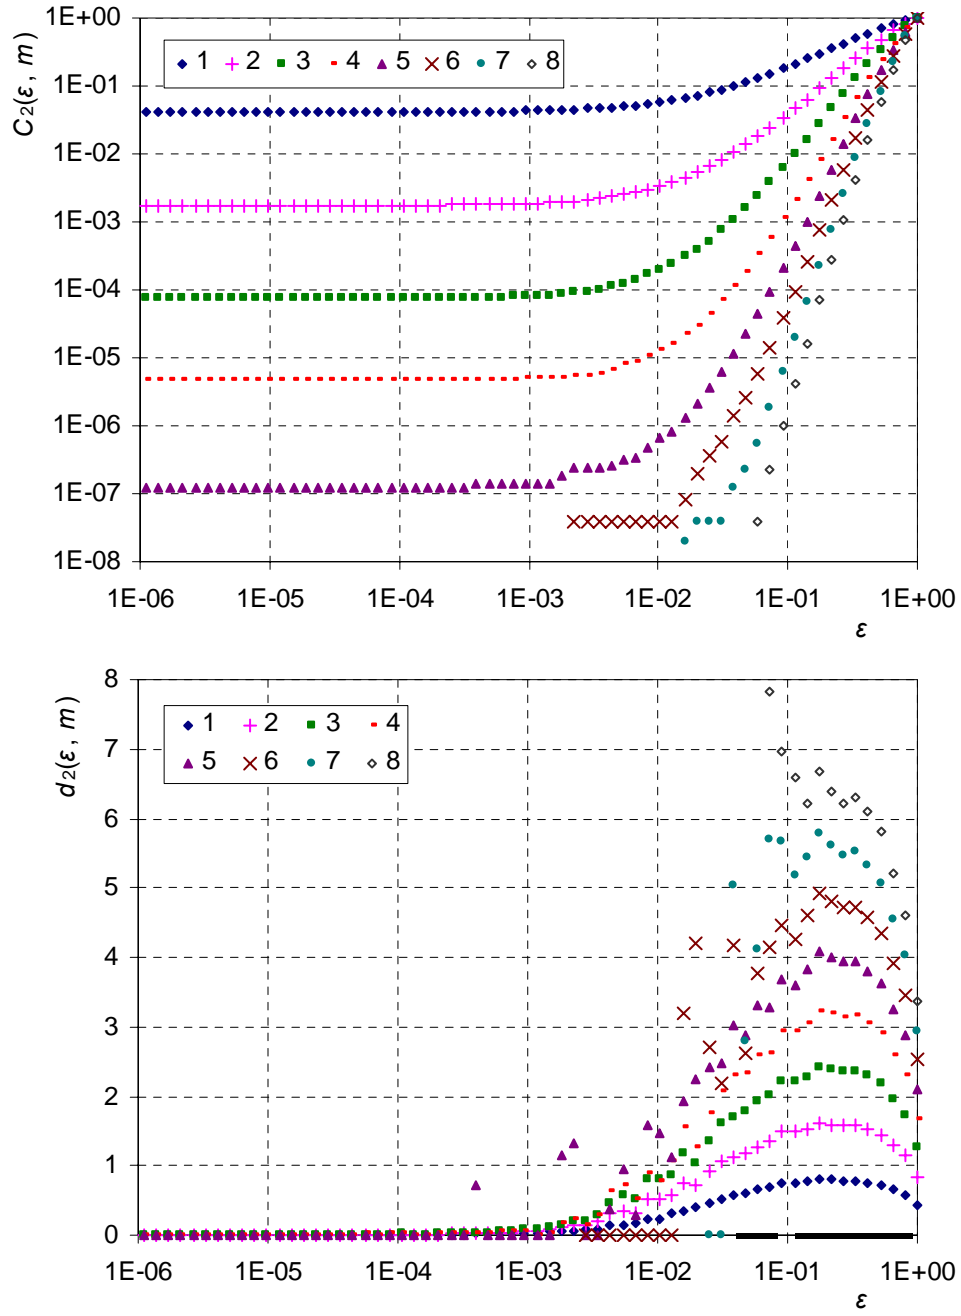 C2(ε, m)
1E+00
1E-01
1E-02
1E-03
1E-04
1E-05
1E-06
1E-07
1E-08
1 2 3 4 5 6 7 8
1E-06 1E-05 1E-04 1E-03 1E-02 1E-01 1E+00
ε
d2(ε, m)
8
7
6
5
4
3
2
1
0
1 2 3 4
5 6 7 8
1E-06 1E-05 1E-04 1E-03 1E-02 1E-01 1E+00
ε